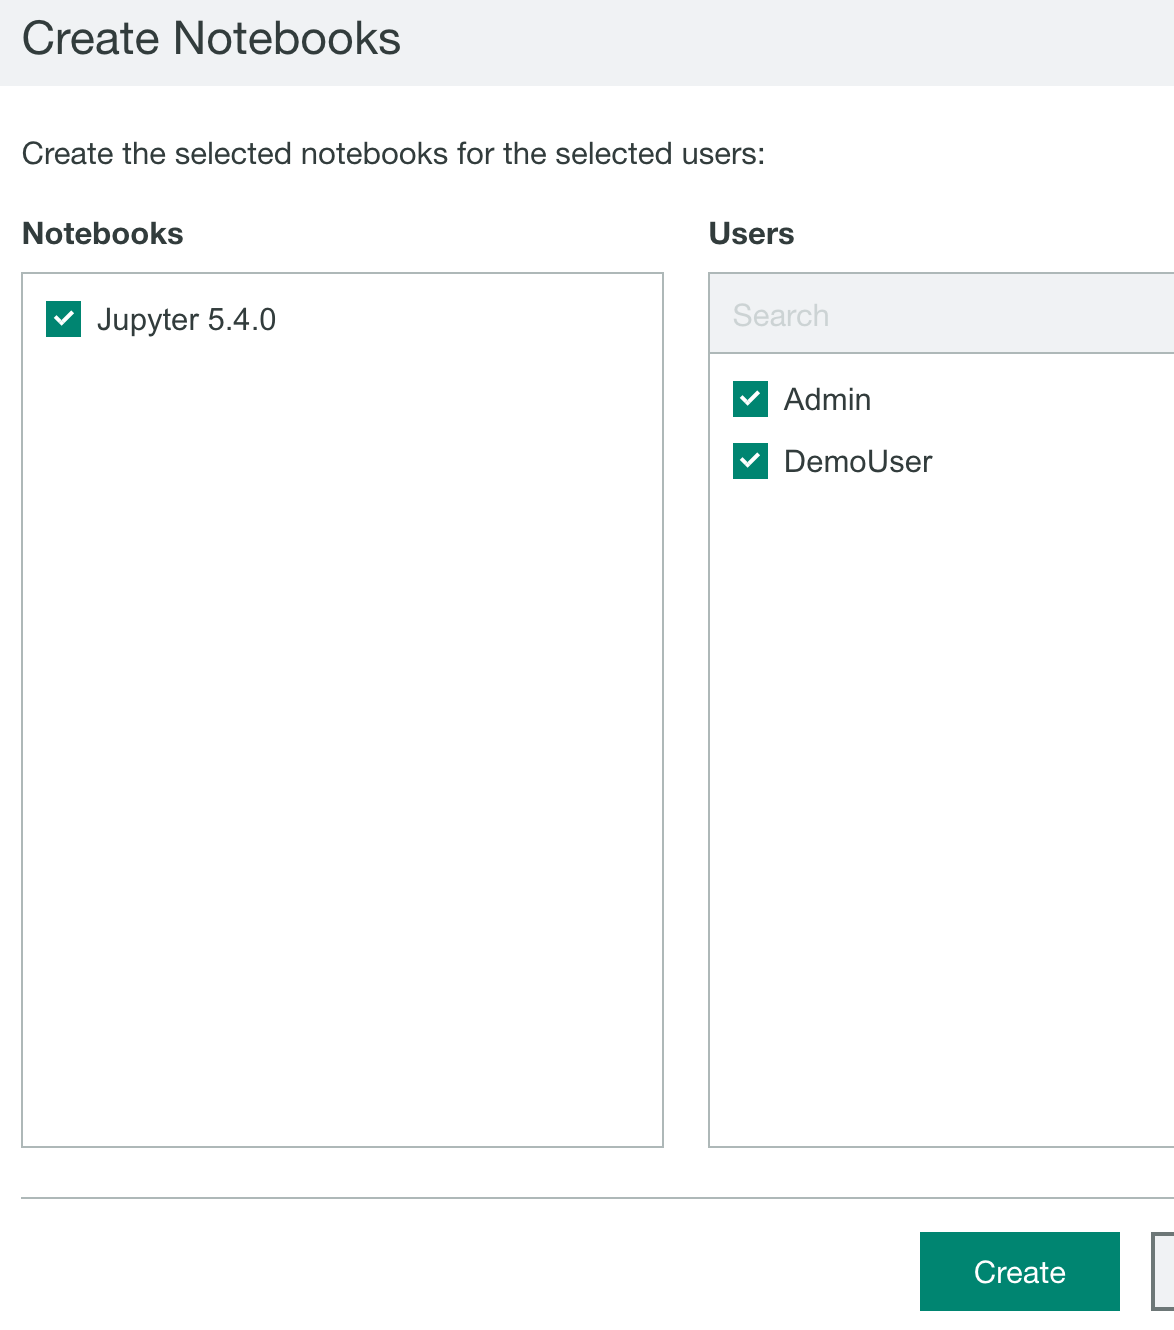 Create Notebooks
Create the selected notebooks for the selected users:
Notebooks
Jupyter 5.4.0
Users
Search
Admin
DemoUser
Create